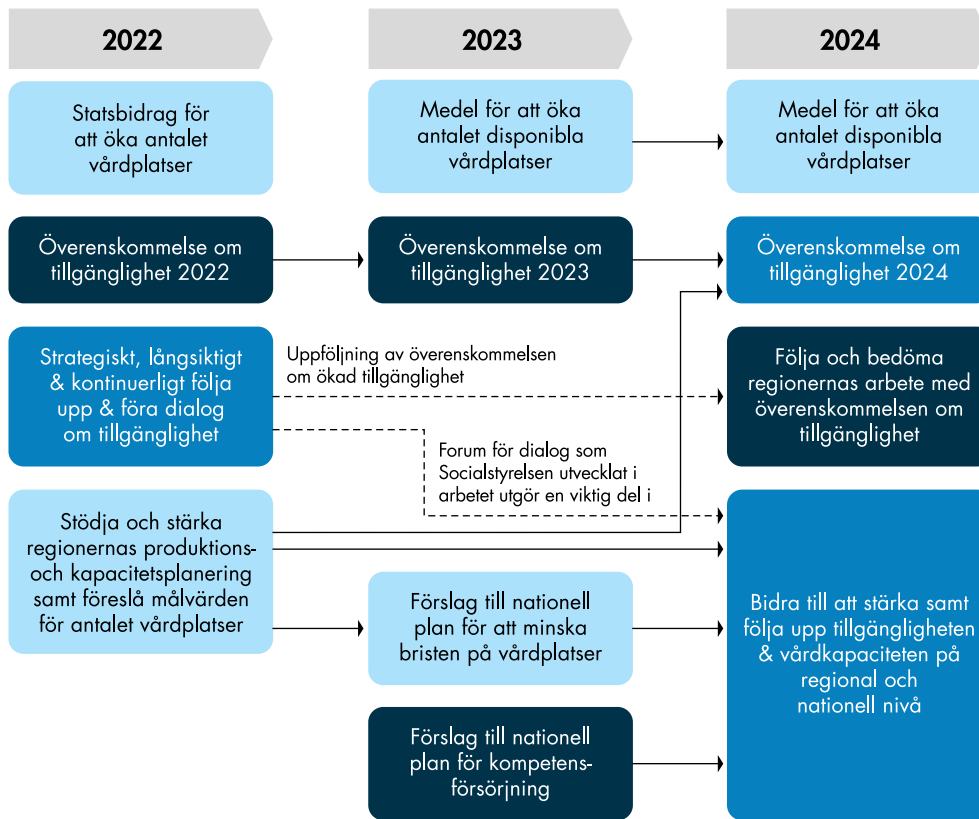 2022
2023
2024
Statsbidrag för
att öka antalet
vårdplatser
Medel för att öka
antalet disponibla
vårdplatser
Medel för att öka
antalet disponibla
vårdplatser
Överenskommelse om
tillgänglighet 2022
Överenskommelse om
tillgänglighet 2023
Överenskommelse om
tillgänglighet 2024
Strategiskt, långsiktigt
& kontinuerligt följa
upp & föra dialog
om tillgänglighet
Uppföljning av överenskommelsen
om ökad tillgänglighet
Följa och bedöma
regionernas arbete med
överenskommelsen om
tillgänglighet
Forum för dialog som
Socialstyrelsen utvecklat i
arbetet utgör en viktig del i
Stödja och stärka
regionernas produktions-
och kapacitetsplanering
samt föreslå målvärden
för antalet vårdplatser
Förslag till nationell
plan för att minska
bristen på vårdplatser
Bidra till att stärka samt
följa upp tillgängligheten
& vårdkapaciteten på
regional och
nationell nivå
Förslag till nationell
plan för kompetens-
försörjning